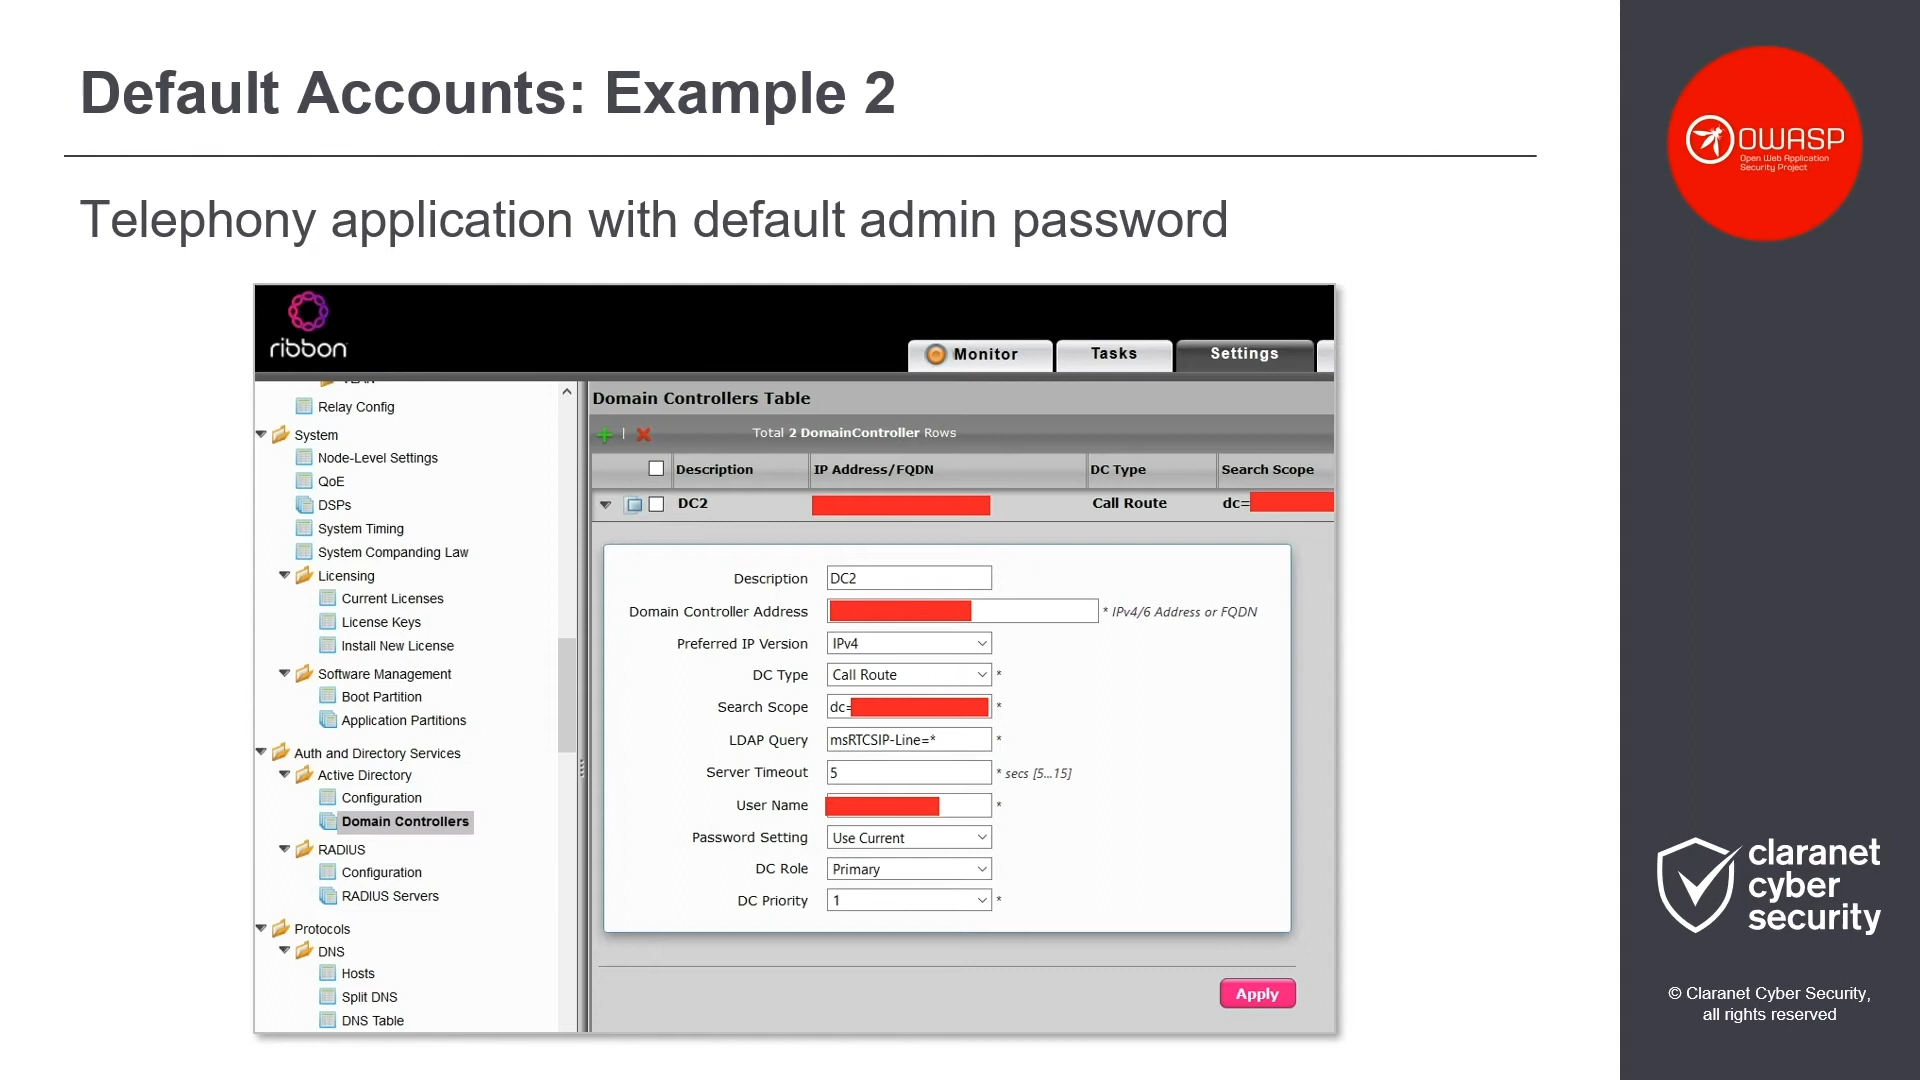 Default Accounts: Example 2
Telephony application with default admin password
ribbon
Monitor
Tasks
Settings
Relay Config
System
Node-Level Settings
QoE
DSPs
System Timing
System Companding Law
Licensing
Current Licenses
License Keys
Install New License
Software Management
Boot Partition
Application Partitions
Auth and Directory Services
Active Directory
Configuration
Domain Controllers
RADIUS
Configuration
RADIUS Servers
Protocols
DNS
Hosts
Split DNS
DNS Table
Domain Controllers Table
Total 2 DomainController Rows
Description IP Address/FQDN DC Type Search Scope
DC2 Call Route dc=
Description DC2
Domain Controller Address * IPv4/6 Address or FQDN
Preferred IP Version IPv4
DC Type Call Route *
Search Scope dc= *
LDAP Query msRTCSIP-Line=* *
Server Timeout 5 * secs [5...15]
User Name *
Password Setting Use Current
DC Role Primary
DC Priority 1 *
Apply
OWASP
Open Web Application
Security Project
claranet
cyber
security
© Claranet Cyber Security,
all rights reserved